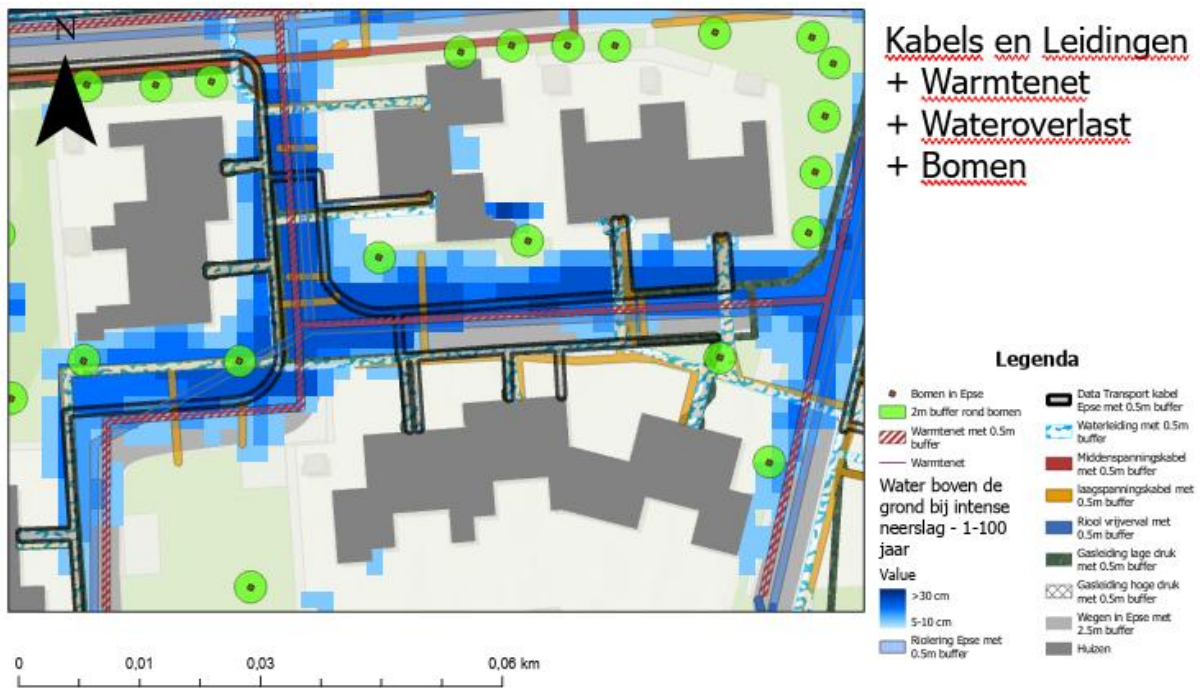 N
Kabels en Leidingen
+ Warmtenet
+ Wateroverlast
+ Bomen
Legenda
Bomen in Epse
2m buffer rond bomen
Warmtenet met 0.5m
buffer
Warmtenet
Water boven de
grond bij intense
neerslag - 1-100
jaar
Value
>30 cm
5-10 cm
Riolering Epse met
0.5m buffer
Data Transport kabel
Epse met 0.5m buffer
Waterleiding met 0.5m
buffer
Middenspanningskabel
met 0.5m buffer
laagspanningskabel met
0.5m buffer
Riool vrijverval met
0.5m buffer
Gasleiding lage druk
met 0.5m buffer
Gasleiding hoge druk
met 0.5m buffer
Wegen in Epse met
2.5m buffer
Huizen
0 0,01 0,03 0,06 km